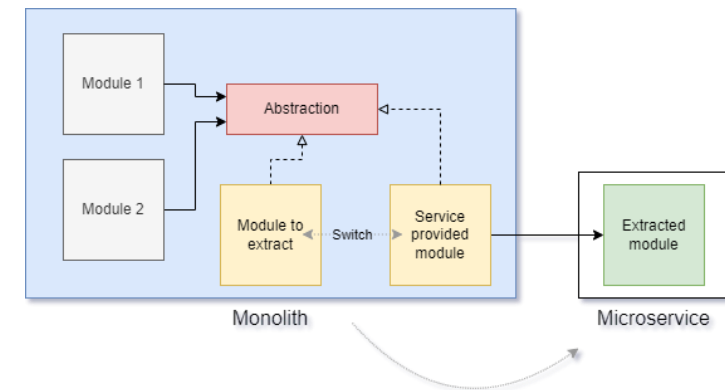 Module 1
Abstraction
Module 2
Module to
extract
Switch
Service
provided
module
Extracted
module
Monolith
Microservice